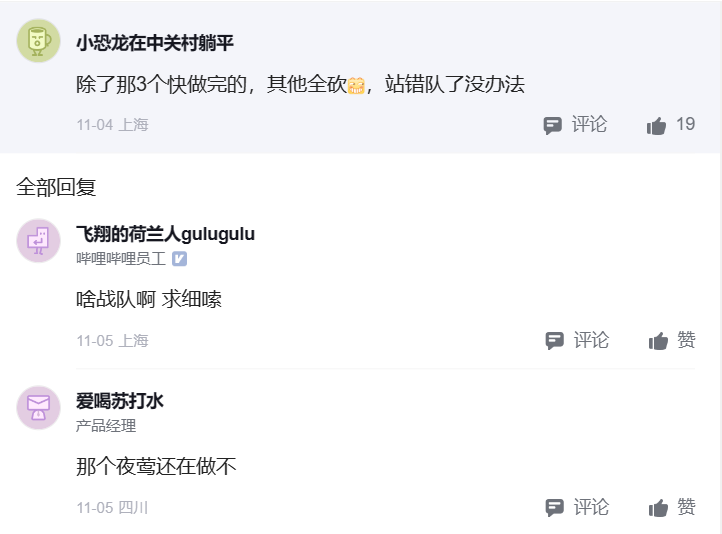 小恐龙在中关村躺平
除了那3个快做完的，其他全砍😁，站错队了没办法
11-04 上海
评论
19
全部回复
飞翔的荷兰人gulugulu
哔哩哔哩员工
啥战队啊 求细嗦
11-05 上海
评论
赞
爱喝苏打水
产品经理
那个夜莺还在做不
11-05 四川
评论
赞